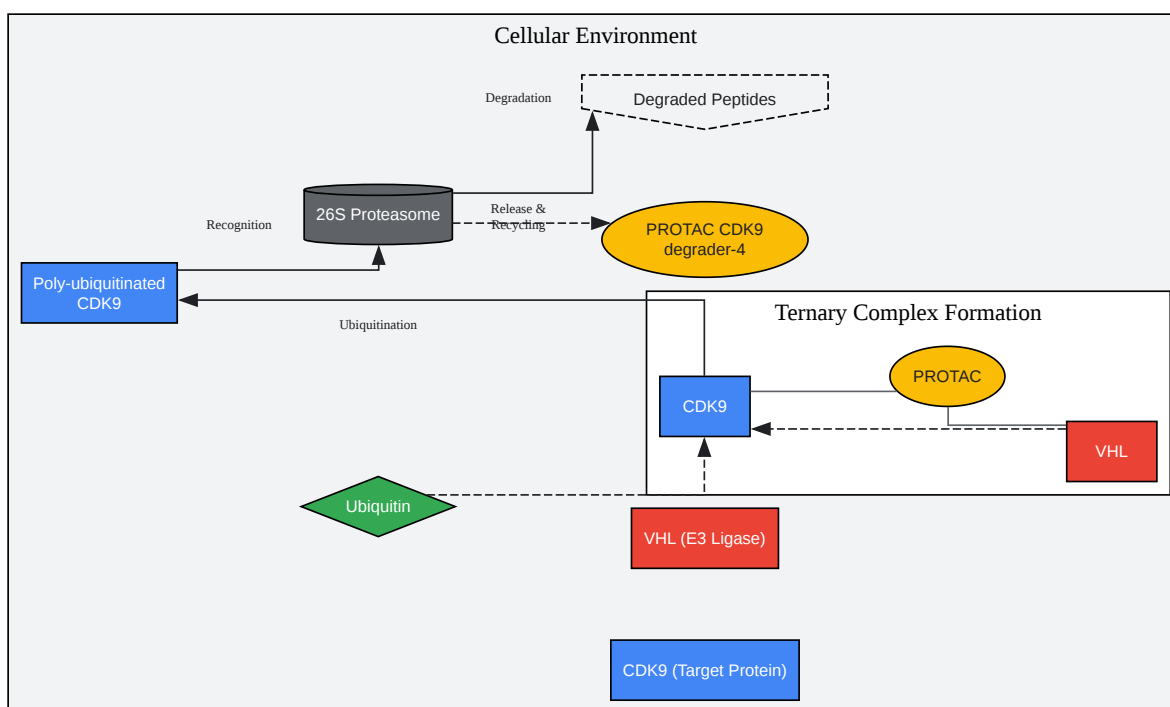 Cellular Environment
Degradation
Degraded Peptides
26S Proteasome
Recognition
Release &
Recycling
PROTAC CDK9
degrader-4
Poly-ubiquitinated
CDK9
Ubiquitination
Ternary Complex Formation
PROTAC
CDK9
VHL
Ubiquitin
VHL (E3 Ligase)
CDK9 (Target Protein)